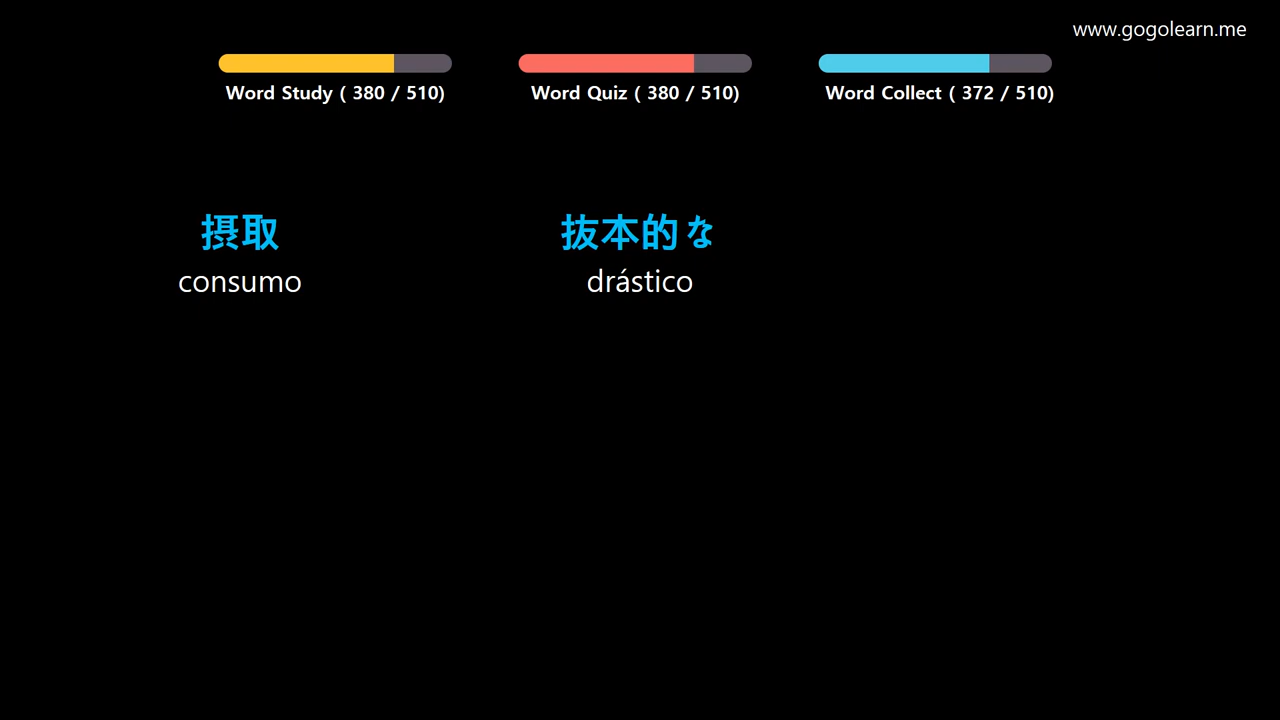 www.gogolearn.me
Word Study ( 380 / 510)
Word Quiz ( 380 / 510)
Word Collect ( 372 / 510)
摂取
consumo
抜本的な
drástico